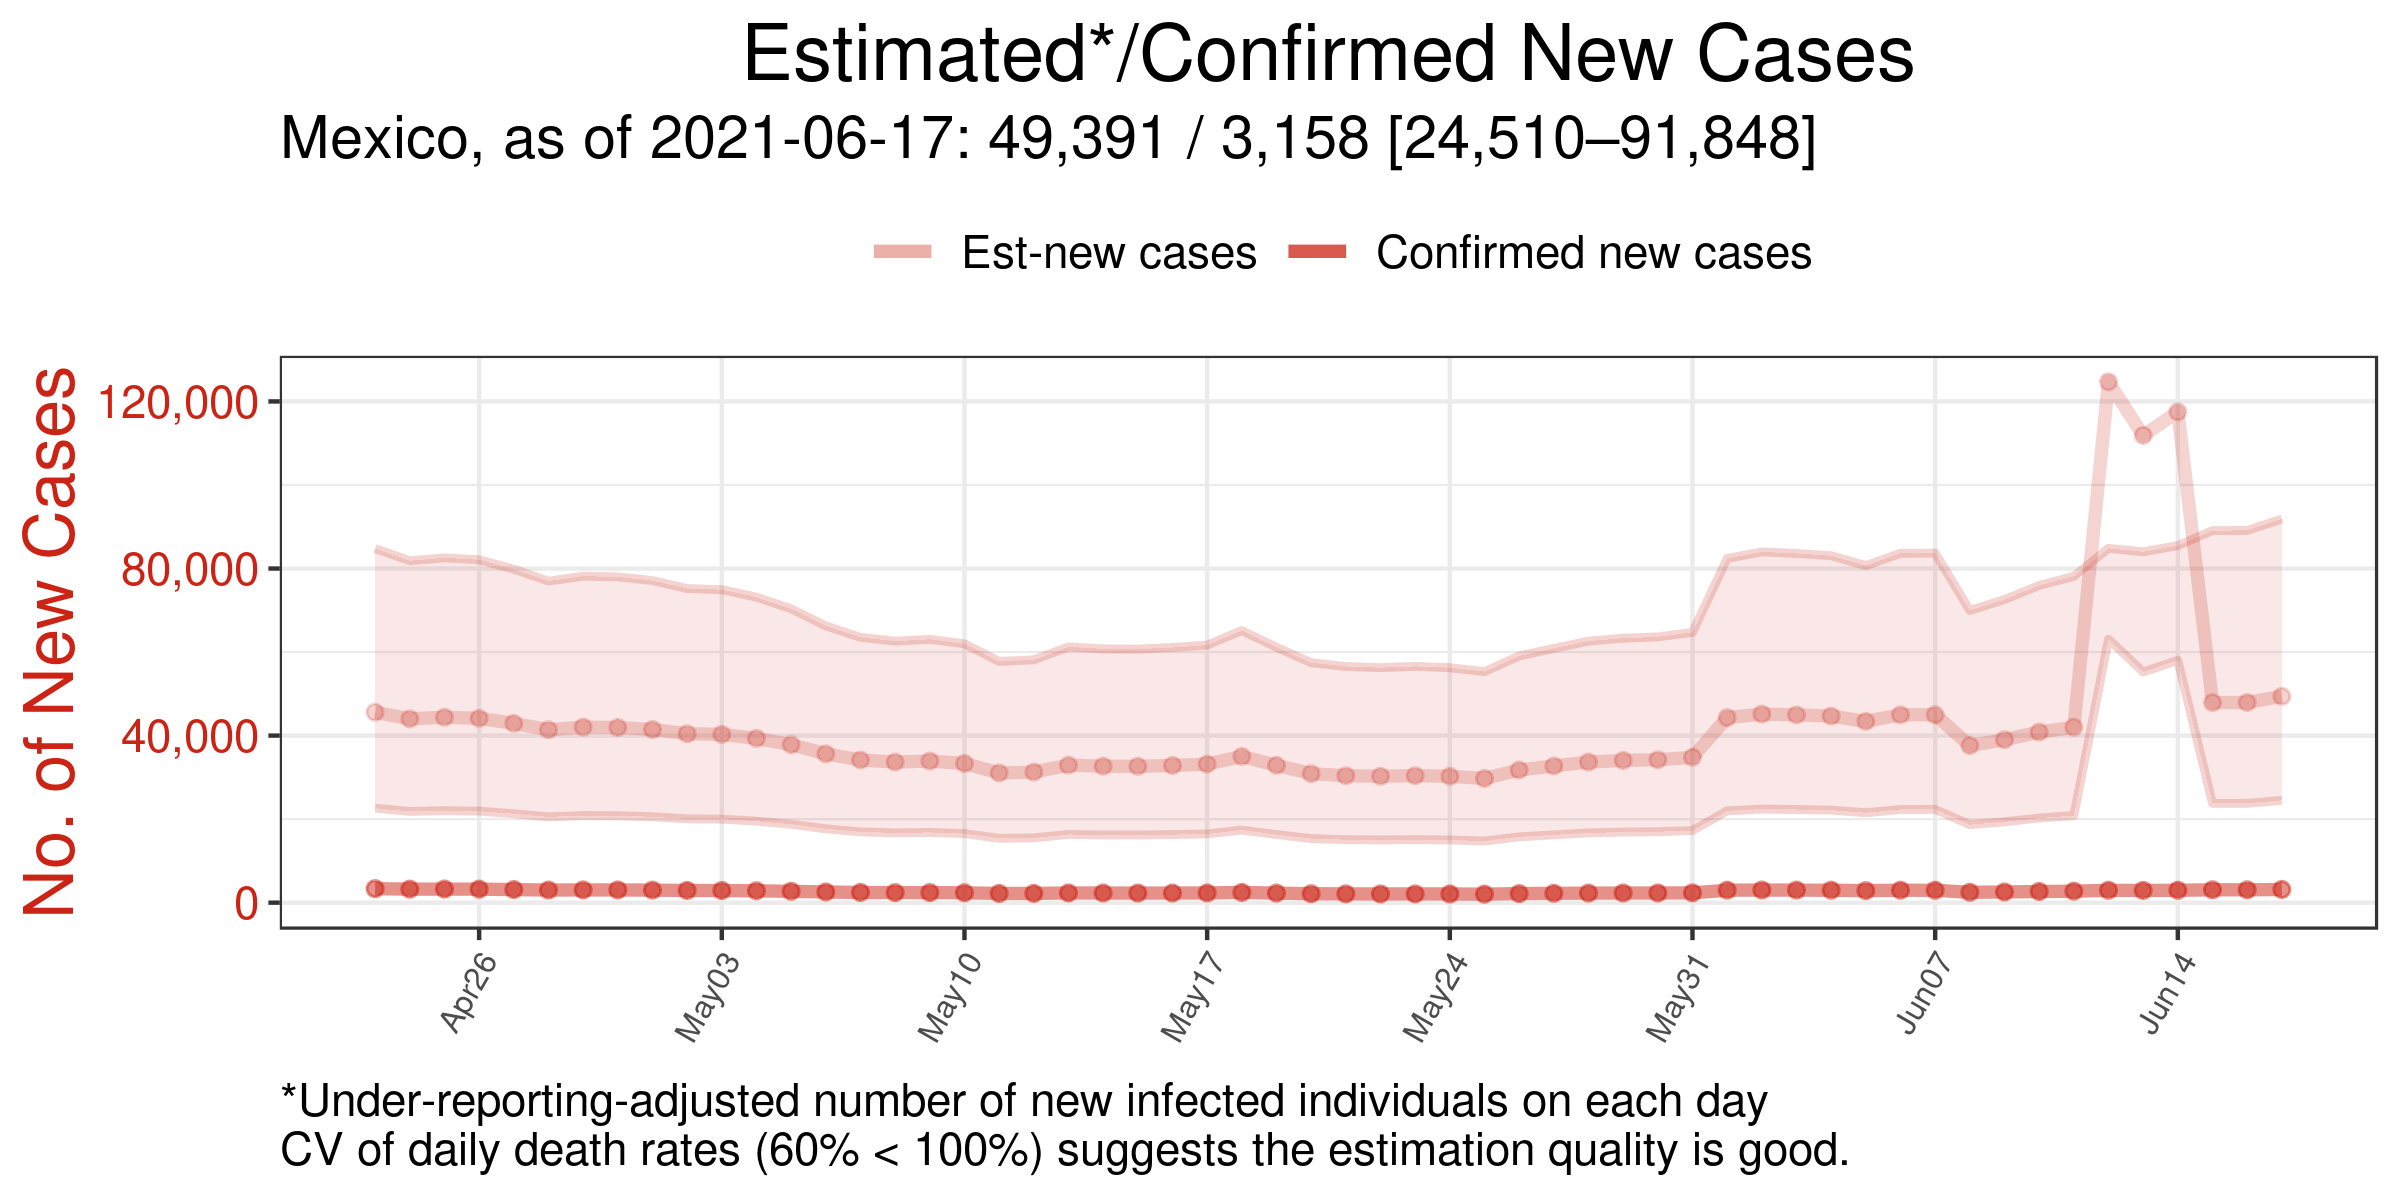 Estimated*/Confirmed New Cases
Mexico, as of 2021-06-17: 49,391 / 3,158 [24,510–91,848]
Est-new cases
Confirmed new cases
No. of New Cases
120,000
80,000
40,000
0
Apr26
May03
May10
May17
May24
May31
Jun07
Jun14
*Under-reporting-adjusted number of new infected individuals on each day
CV of daily death rates (60% < 100%) suggests the estimation quality is good.